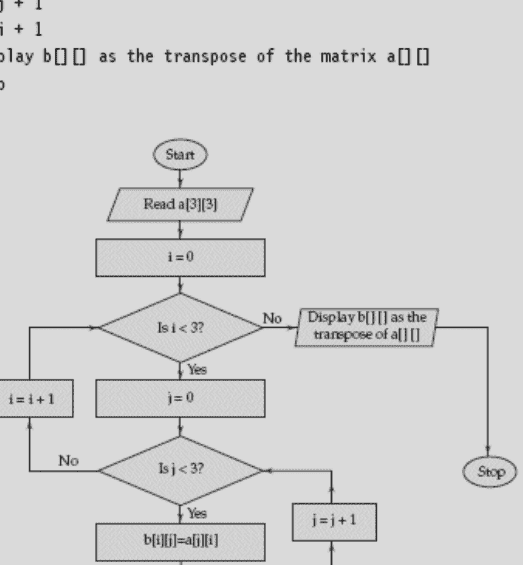 j + 1
i + 1
play b[][] as the transpose of the matrix a[][]
Start
Read a[3][3]
i = 0
Is i < 3?
No
Display b[][] as the
transpose of a[][]
Yes
i = i + 1
j = 0
No
Is j < 3?
Stop
Yes
j = j + 1
b[i][j]=a[j][i]